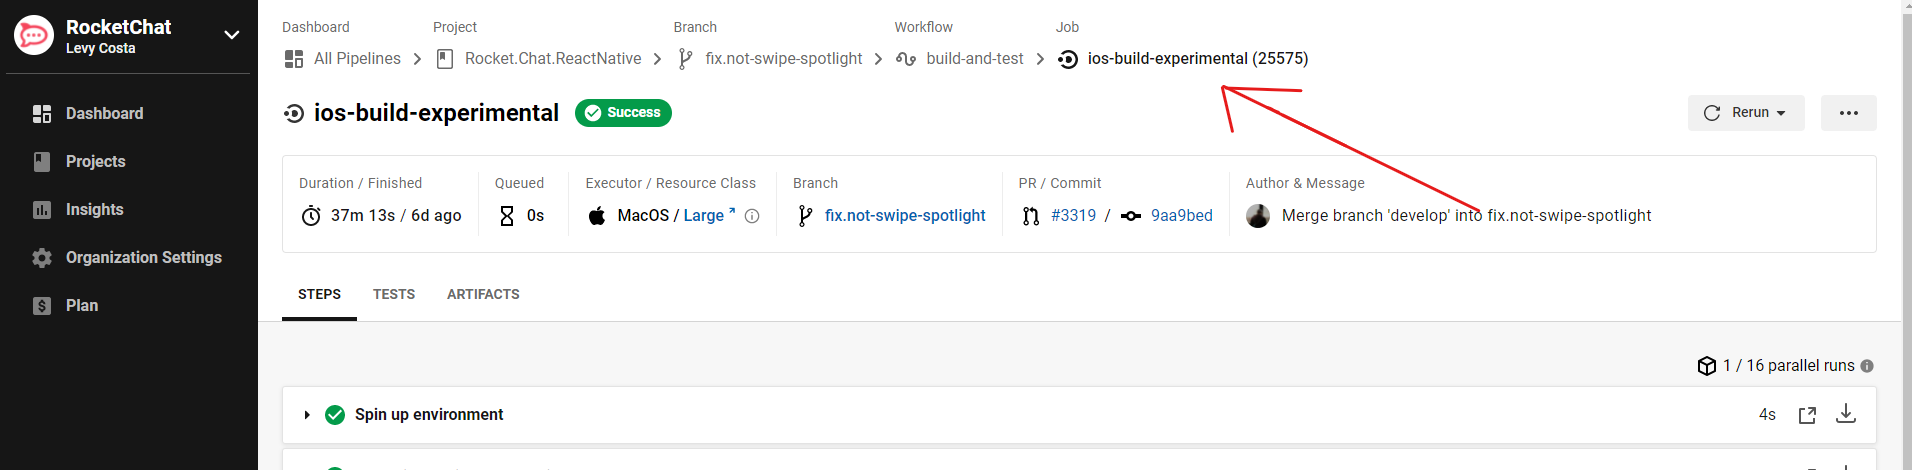 RocketChat
Levy Costa
Dashboard
Projects
Insights
Organization Settings
Plan
Dashboard Project Branch Workflow Job
All Pipelines Rocket.Chat.ReactNative fix.not-swipe-spotlight build-and-test ios-build-experimental (25575)
ios-build-experimental Success
Rerun
Duration / Finished Queued Executor / Resource Class Branch PR / Commit Author & Message
37m 13s / 6d ago 0s MacOS / Large fix.not-swipe-spotlight #3319 / 9aa9bed Merge branch 'develop' into fix.not-swipe-spotlight
STEPS TESTS ARTIFACTS
1 / 16 parallel runs
Spin up environment 4s